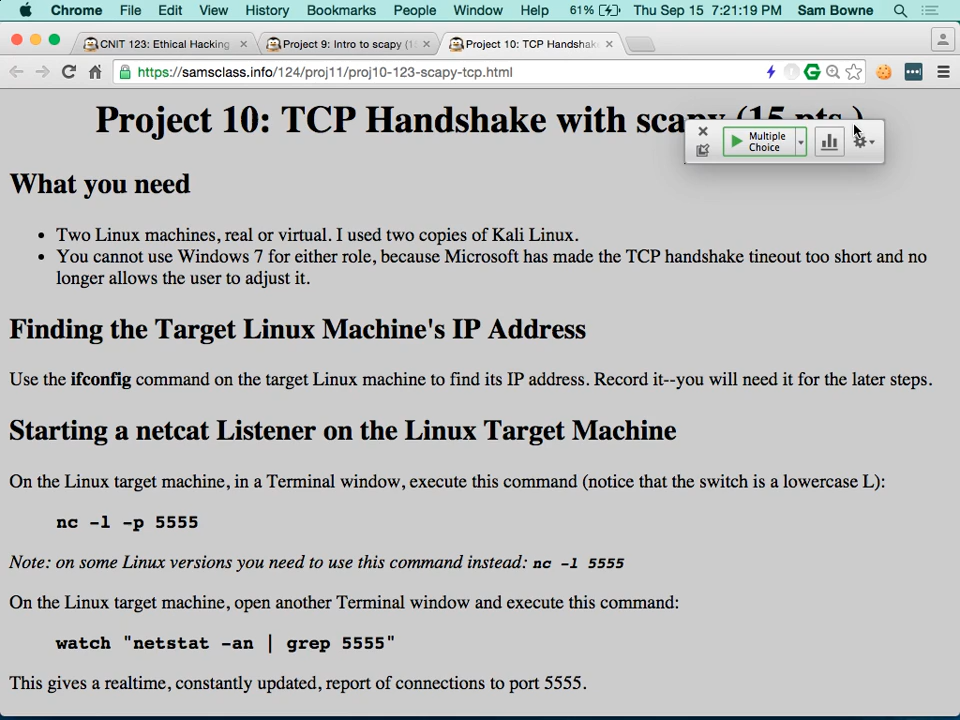 Chrome File Edit View History Bookmarks People Window Help 61% Thu Sep 15 7:21:19 PM Sam Bowne
CNIT 123: Ethical Hacking Project 9: Intro to scapy (1 Project 10: TCP Handshake
https://samsclass.info/124/proj11/proj10-123-scapy-tcp.html
Project 10: TCP Handshake with scapy (15 pts.)
Multiple
Choice
What you need
• Two Linux machines, real or virtual. I used two copies of Kali Linux.
• You cannot use Windows 7 for either role, because Microsoft has made the TCP handshake tineout too short and no
longer allows the user to adjust it.
Finding the Target Linux Machine's IP Address
Use the ifconfig command on the target Linux machine to find its IP address. Record it--you will need it for the later steps.
Starting a netcat Listener on the Linux Target Machine
On the Linux target machine, in a Terminal window, execute this command (notice that the switch is a lowercase L):
nc -l -p 5555
Note: on some Linux versions you need to use this command instead: nc -l 5555
On the Linux target machine, open another Terminal window and execute this command:
watch "netstat -an | grep 5555"
This gives a realtime, constantly updated, report of connections to port 5555.